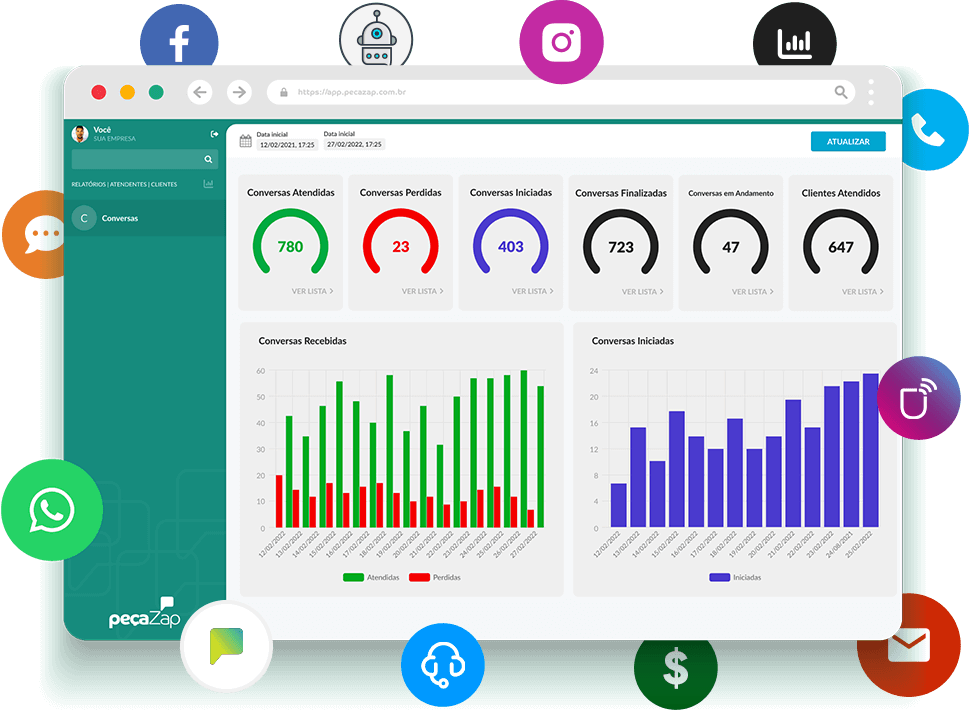 https://app.pecazap.com.br
Você
SUA EMPRESA
RELATÓRIOS | ATENDENTES | CLIENTES
C Conversas
pecaZap
Data inicial Data inicial
12/02/2021, 17:25 27/02/2022, 17:25
ATUALIZAR
Conversas Atendidas
780
VER LISTA >
Conversas Perdidas
23
VER LISTA >
Conversas Iniciadas
403
VER LISTA >
Conversas Finalizadas
723
VER LISTA >
Conversas em Andamento
47
VER LISTA >
Clientes Atendidos
647
VER LISTA >
Conversas Recebidas
60
50
40
30
20
10
0
12/02/2022
13/02/2022
14/02/2022
15/02/2022
16/02/2022
17/02/2022
18/02/2022
19/02/2022
20/02/2022
21/02/2022
22/02/2022
23/02/2022
24/02/2022
25/02/2022
26/02/2022
27/02/2022
Atendidas Perdidas
Conversas Iniciadas
24
20
16
12
8
4
0
12/02/2022
13/02/2022
14/02/2022
15/02/2022
16/02/2022
17/02/2022
18/02/2022
19/02/2022
20/02/2022
21/02/2022
22/02/2022
23/02/2022
24/08/2021
25/02/2022
Iniciadas